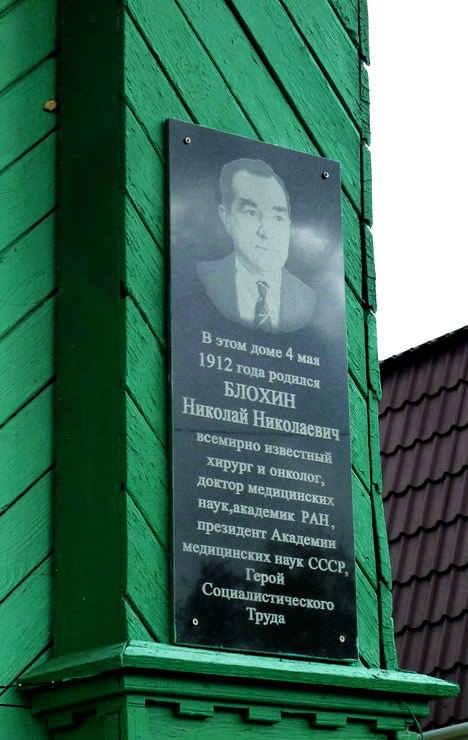 В этом доме 4 мая
1912 года родился
БЛОХИН
Николай Николаевич
всемирно известный
хирург и онколог,
доктор медицинских
наук,академик РАН,
президент Академии
медицинских наук СССР,
Герой
Социалистического
Труда